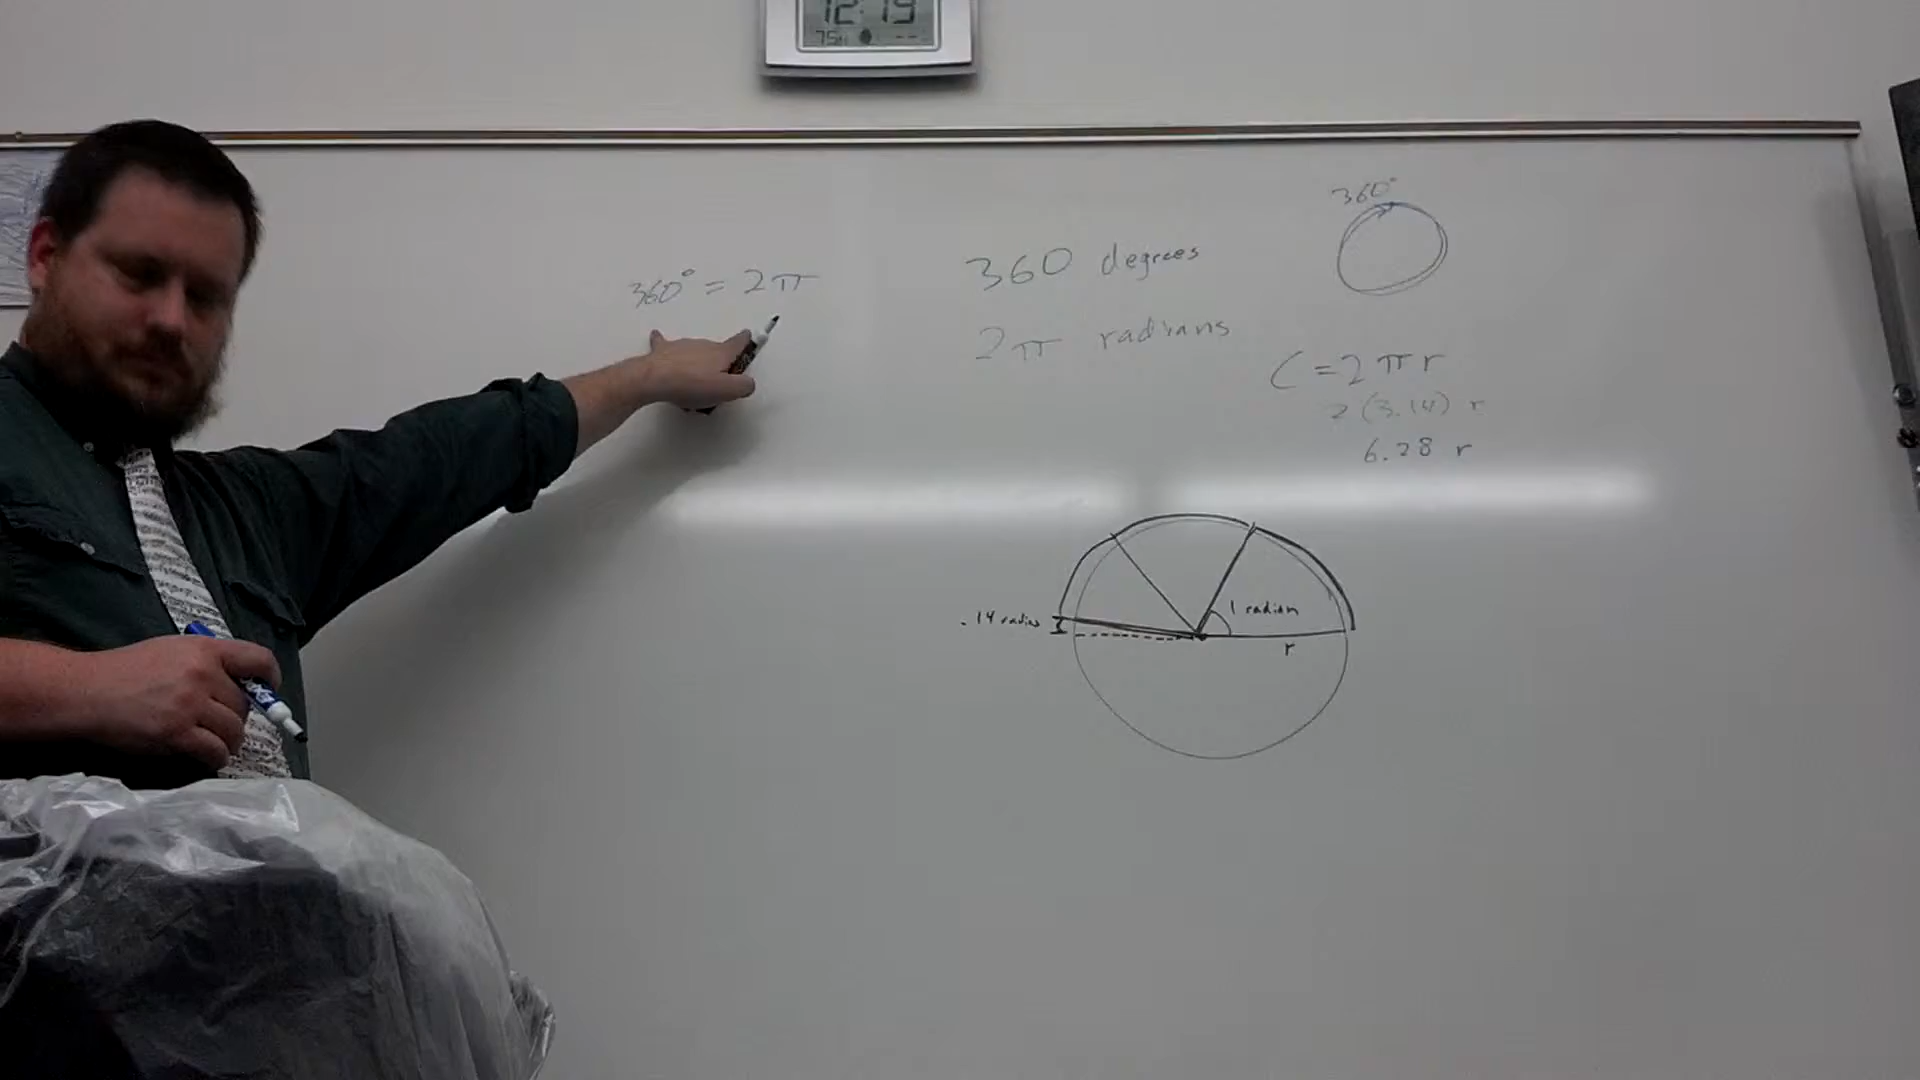 12:19
75
360°
360° = 2π
360 degrees
2π radians
C = 2πr
2(3.14) r
6.28 r
1 radian
.14 radius
r